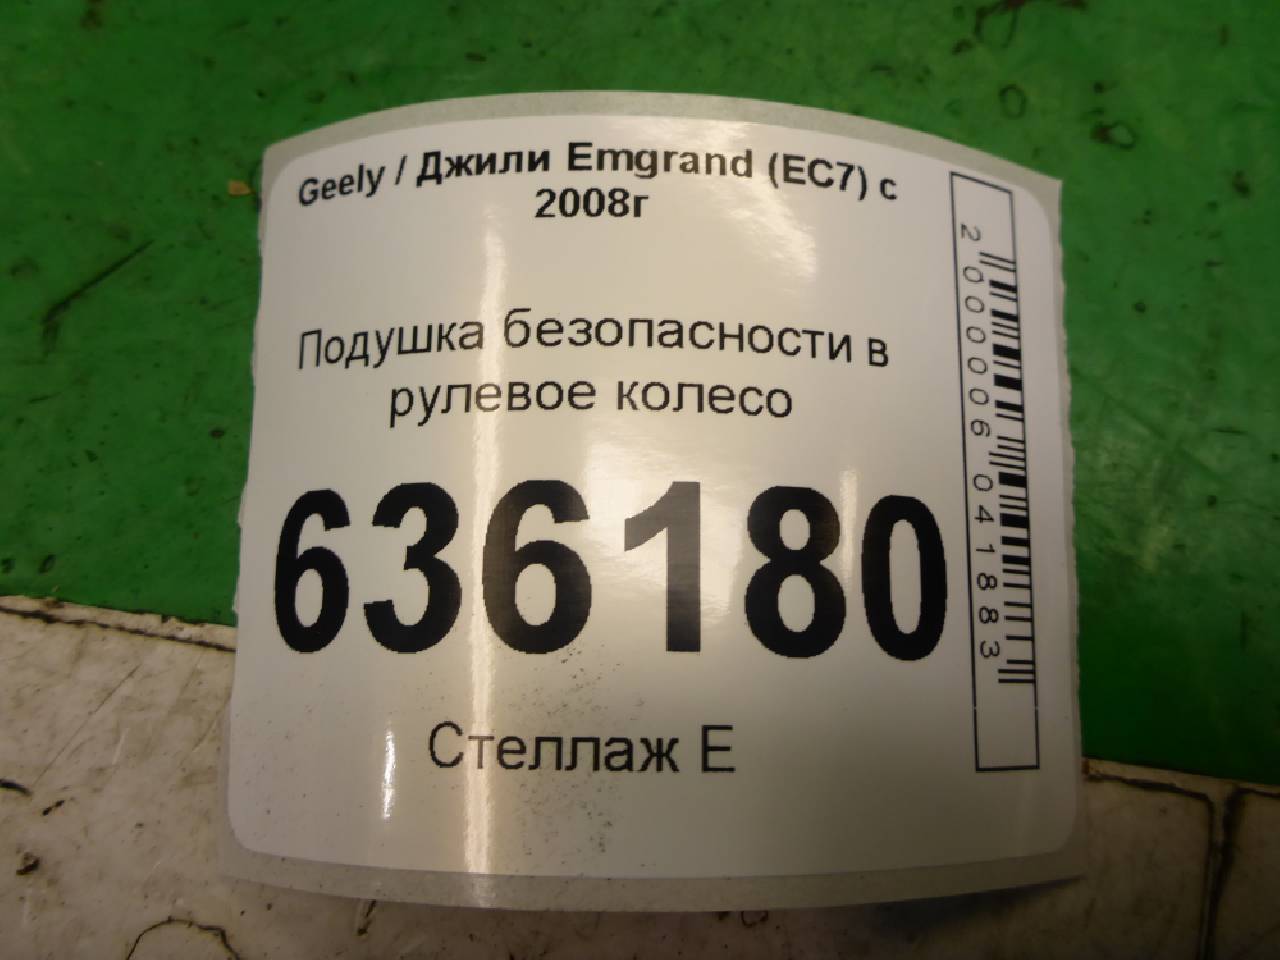 Geely / Джили Emgrand (EC7) с
2008г
Подушка безопасности в
рулевое колесо
636180
Стеллаж Е
2000006041883